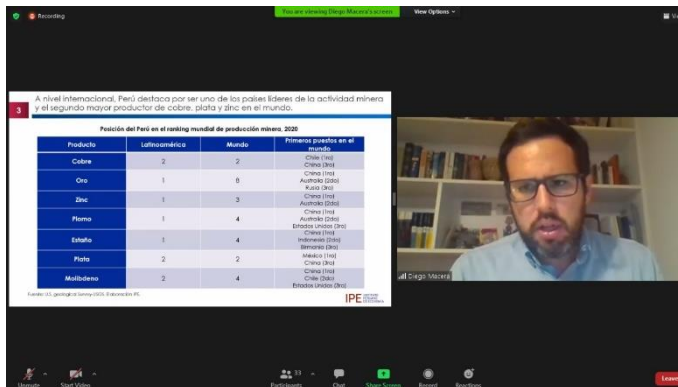 Recording
You are viewing Diego Macera's screen
View Options
3
A nivel internacional, Perú destaca por ser uno de los países líderes de la actividad minera
y el segundo mayor productor de cobre, plata y zinc en el mundo.
Posición del Perú en el ranking mundial de producción minera, 2020
Producto Latinoamérica Mundo Primeros puestos en el
mundo
Cobre 2 2 Chile (1ro)
China (3ro)
Oro 1 8 China (1ro)
Australia (2do)
Rusia (3ro)
Zinc 1 3 China (1ro)
Australia (2do)
Plomo 1 4 China (1ro)
Australia (2do)
Estados Unidos (3ro)
Estaño 1 4 China (1ro)
Indonesia (2do)
Birmania (3ro)
Plata 2 2 México (1ro)
China (3ro)
Molibdeno 2 4 China (1ro)
Chile (2do)
Estados Unidos (3ro)
IPE
Diego Macera
Unmute
Start Video
33
Participants
Chat
Share Screen
Record
Reactions
Leave